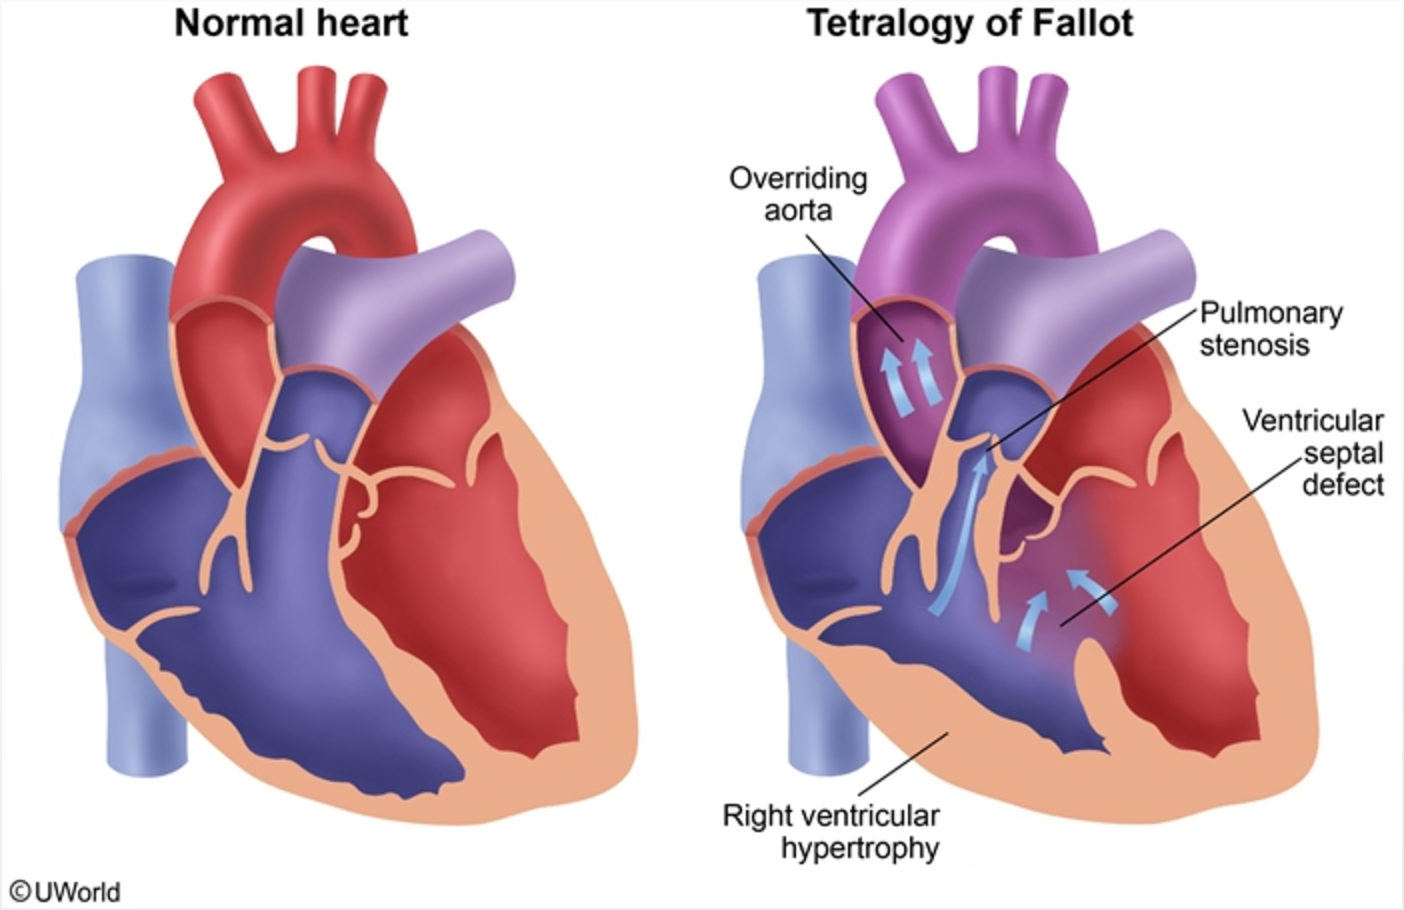 Normal heart
Tetralogy of Fallot
Overriding
aorta
Pulmonary
stenosis
Ventricular
septal
defect
Right ventricular
hypertrophy
©UWorld